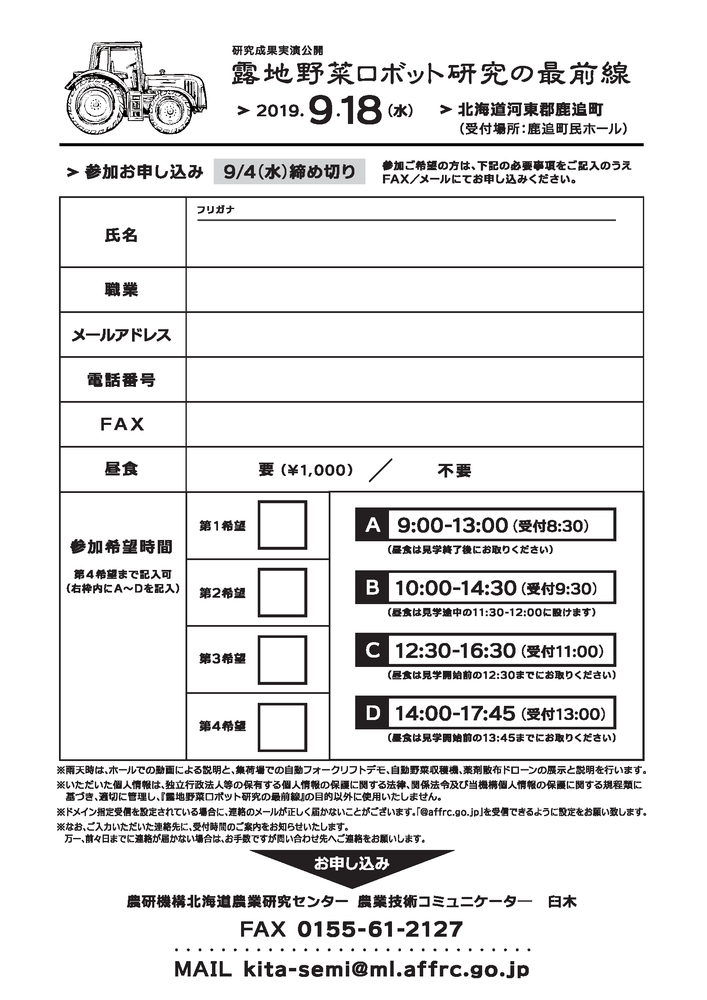 研究成果実演公開
露地野菜ロボット研究の最前線
> 2019. 9.18（水） > 北海道河東郡鹿追町
（受付場所：鹿追町民ホール）
> 参加お申し込み 9/4（水）締め切り
参加ご希望の方は、下記の必要事項をご記入のうえ
FAX／メールにてお申し込みください。
フリガナ
氏名
職業
メールアドレス
電話番号
FAX
昼食 要（¥1,000）／ 不要
参加希望時間
第4希望まで記入可
（右枠内にA〜Dを記入）
第1希望
第2希望
第3希望
第4希望
A 9:00-13:00（受付8:30）
（昼食は見学終了後にお取りください）
B 10:00-14:30（受付9:30）
（昼食は見学途中の11:30-12:00に設けます）
C 12:30-16:30（受付11:00）
（昼食は見学開始前の12:30までにお取りください）
D 14:00-17:45（受付13:00）
（昼食は見学開始前の13:45までにお取りください）
※雨天時は、ホールでの動画による説明と、集荷場での自動フォークリフトデモ、自動野菜収穫機、薬剤散布ドローンの展示と説明を行います。
※いただいた個人情報は、独立行政法人等の保有する個人情報の保護に関する法律、関係法令及び当機構個人情報の保護に関する規程類に
基づき、適切に管理し、『露地野菜ロボット研究の最前線』の目的以外に使用いたしません。
※ドメイン指定受信を設定されている場合に、連絡のメールが正しく届かないことがございます。「@affrc.go.jp」を受信できるように設定をお願い致します。
※なお、ご入力いただいた連絡先に、受付時間のご案内をお知らせいたします。
万一、前々日までに連絡が届かない場合は、お手数ですが問い合わせ先へご連絡をお願いします。
お申し込み
農研機構北海道農業研究センター 農業技術コミュニケーター 臼木
FAX 0155-61-2127
MAIL kita-semi@ml.affrc.go.jp